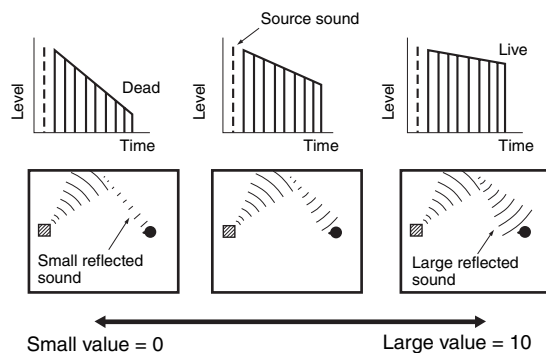 Source sound
Level
Dead
Time
Level
Time
Level
Live
Time
Small reflected
sound
Large reflected
sound
Small value = 0
Large value = 10